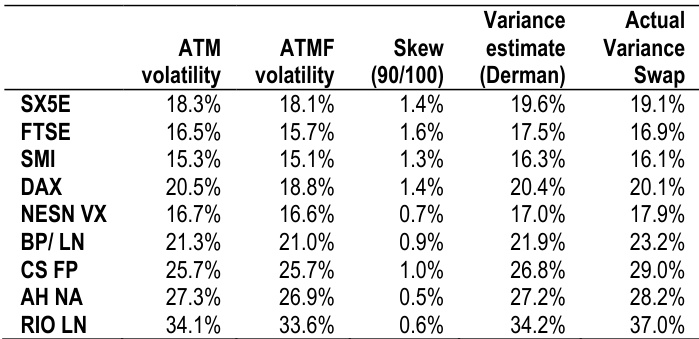 ATM volatility ATMF volatility Skew (90/100) Variance estimate (Derman) Actual Variance Swap
SX5E 18.3% 18.1% 1.4% 19.6% 19.1%
FTSE 16.5% 15.7% 1.6% 17.5% 16.9%
SMI 15.3% 15.1% 1.3% 16.3% 16.1%
DAX 20.5% 18.8% 1.4% 20.4% 20.1%
NESN VX 16.7% 16.6% 0.7% 17.0% 17.9%
BP/ LN 21.3% 21.0% 0.9% 21.9% 23.2%
CS FP 25.7% 25.7% 1.0% 26.8% 29.0%
AH NA 27.3% 26.9% 0.5% 27.2% 28.2%
RIO LN 34.1% 33.6% 0.6% 34.2% 37.0%